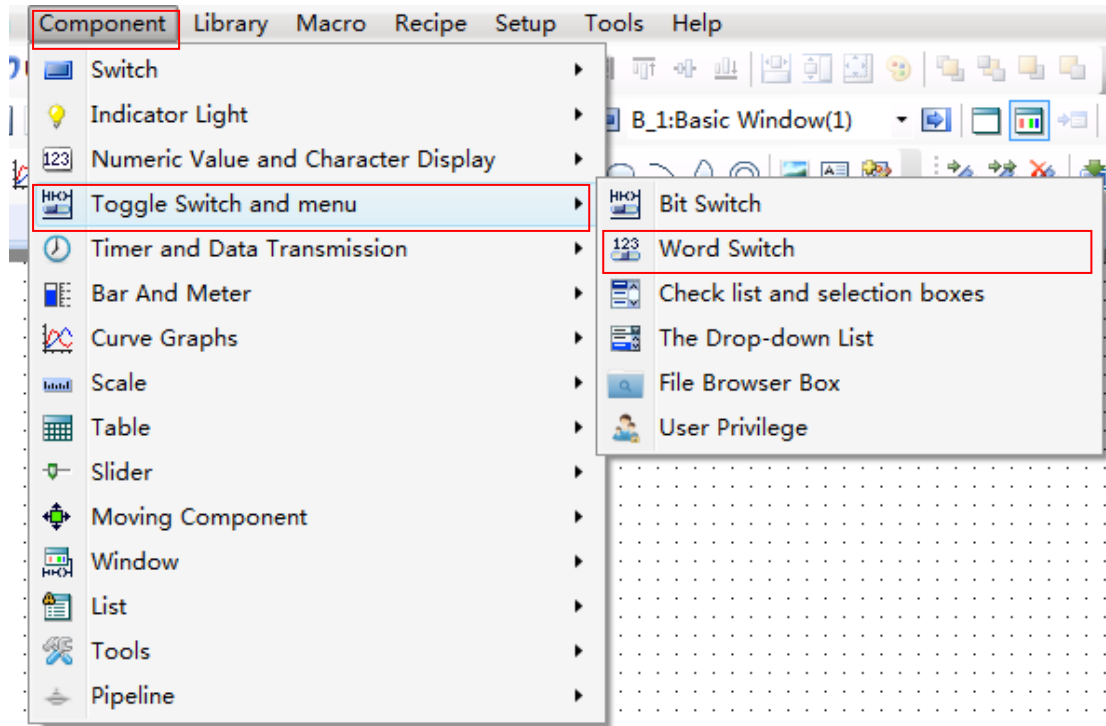 Component Library Macro Recipe Setup Tools Help
Switch
Indicator Light
B_1:Basic Window(1)
123 Numeric Value and Character Display
Toggle Switch and menu
Bit Switch
Timer and Data Transmission
123 Word Switch
Bar And Meter
Check list and selection boxes
Curve Graphs
The Drop-down List
Scale
File Browser Box
Table
User Privilege
Slider
Moving Component
Window
List
Tools
Pipeline